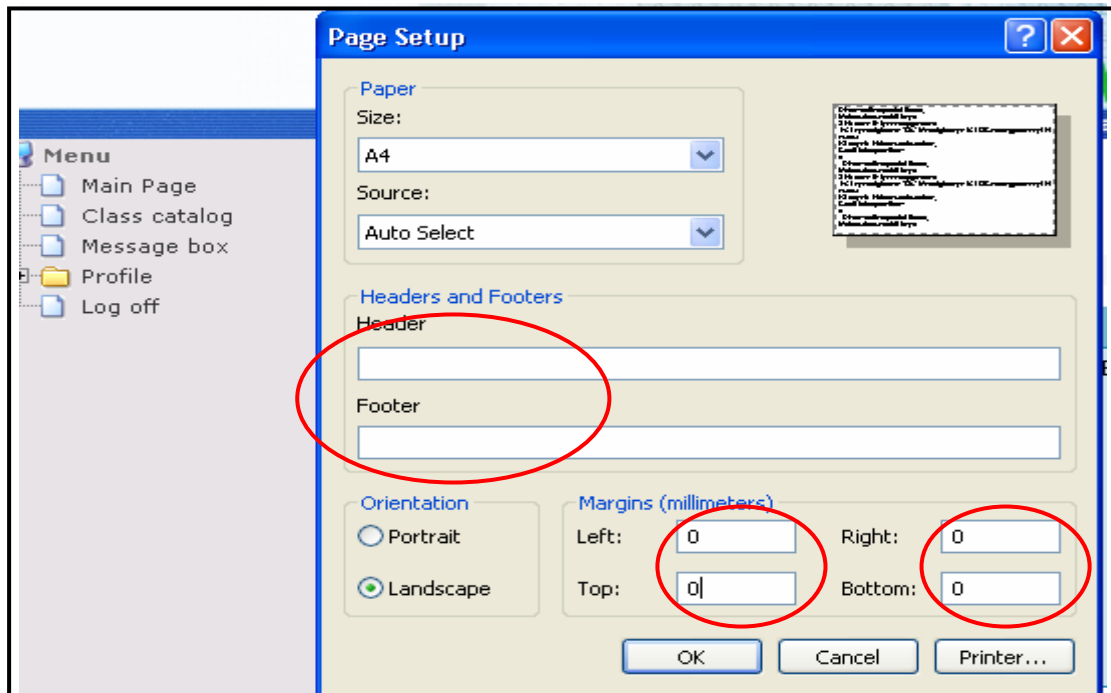 Page Setup
Paper
Size:
A4
Source:
Auto Select
Headers and Footers
Header
Footer
Orientation
Portrait
Landscape
Margins (millimeters)
Left: 0 Right: 0
Top: 0 Bottom: 0
OK Cancel Printer...
Menu
Main Page
Class catalog
Message box
Profile
Log off